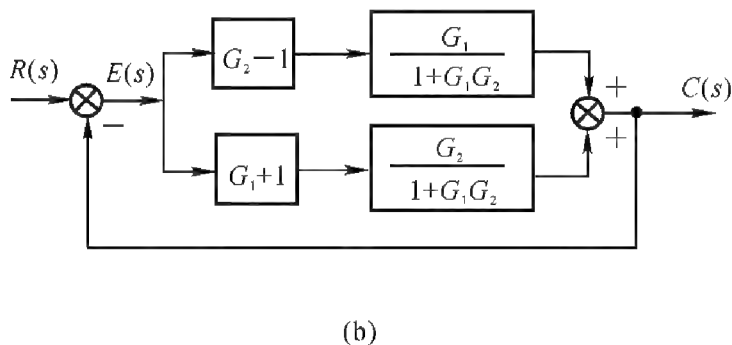 R(s)
E(s)
G₂−1
G₁
1+G₁G₂
+
C(s)
−
+
G₁+1
G₂
1+G₁G₂
(b)